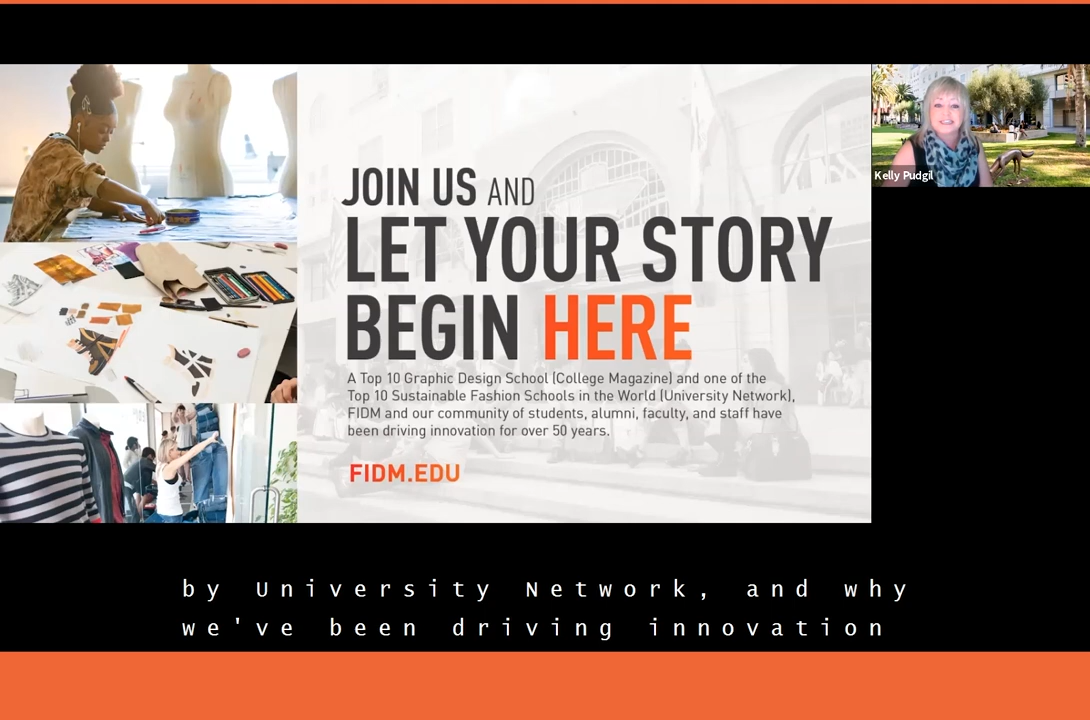 JOIN US AND
LET YOUR STORY
BEGIN HERE
A Top 10 Graphic Design School (College Magazine) and one of the
Top 10 Sustainable Fashion Schools in the World (University Network),
FIDM and our community of students, alumni, faculty, and staff have
been driving innovation for over 50 years.
FIDM.EDU
Kelly Pudgil
by University Network, and why
we've been driving innovation